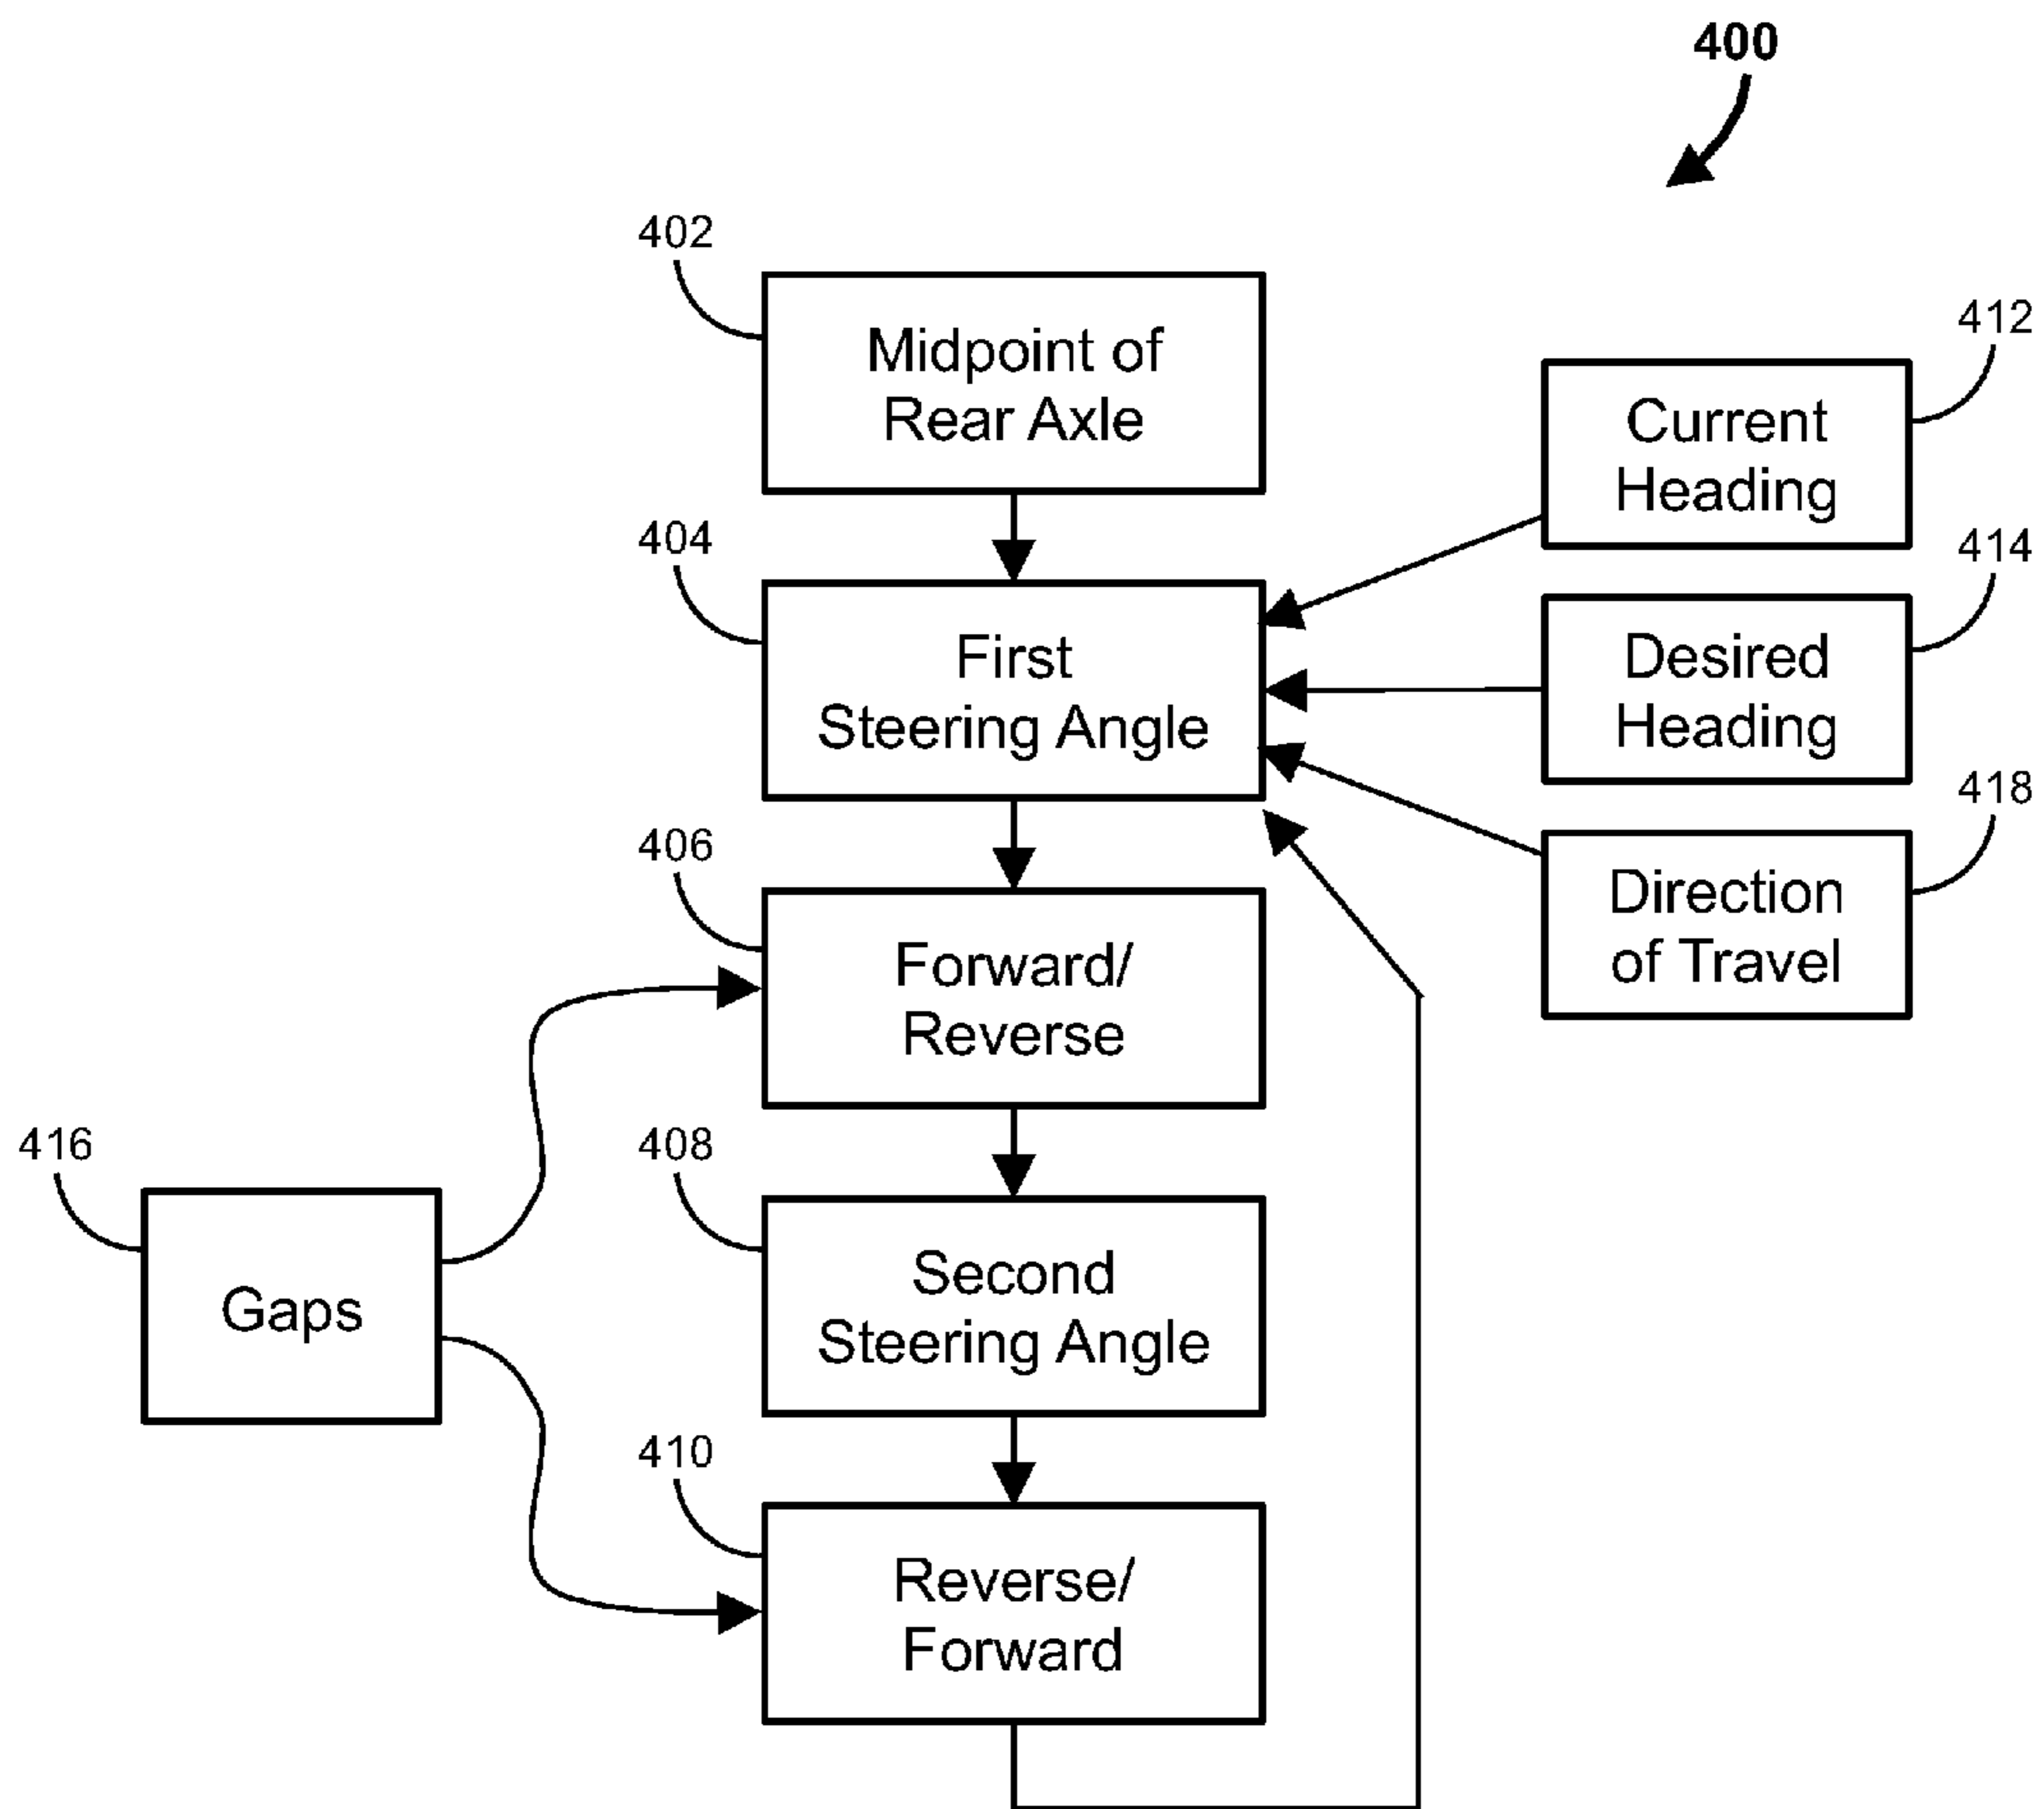 400
402
Midpoint of
Rear Axle
412
Current
Heading
404
First
Steering Angle
414
Desired
Heading
418
Direction
of Travel
406
Forward/
Reverse
416
Gaps
408
Second
Steering Angle
410
Reverse/
Forward